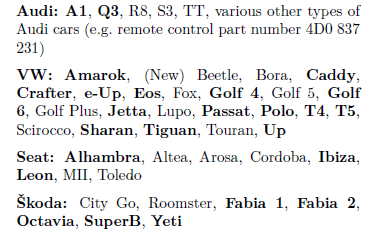 Audi: A1, Q3, R8, S3, TT, various other types of
Audi cars (e.g. remote control part number 4D0 837
231)
VW: Amarok, (New) Beetle, Bora, Caddy,
Crafter, e-Up, Eos, Fox, Golf 4, Golf 5, Golf
6, Golf Plus, Jetta, Lupo, Passat, Polo, T4, T5,
Scirocco, Sharan, Tiguan, Touran, Up
Seat: Alhambra, Altea, Arosa, Cordoba, Ibiza,
Leon, MII, Toledo
Škoda: City Go, Roomster, Fabia 1, Fabia 2,
Octavia, SuperB, Yeti